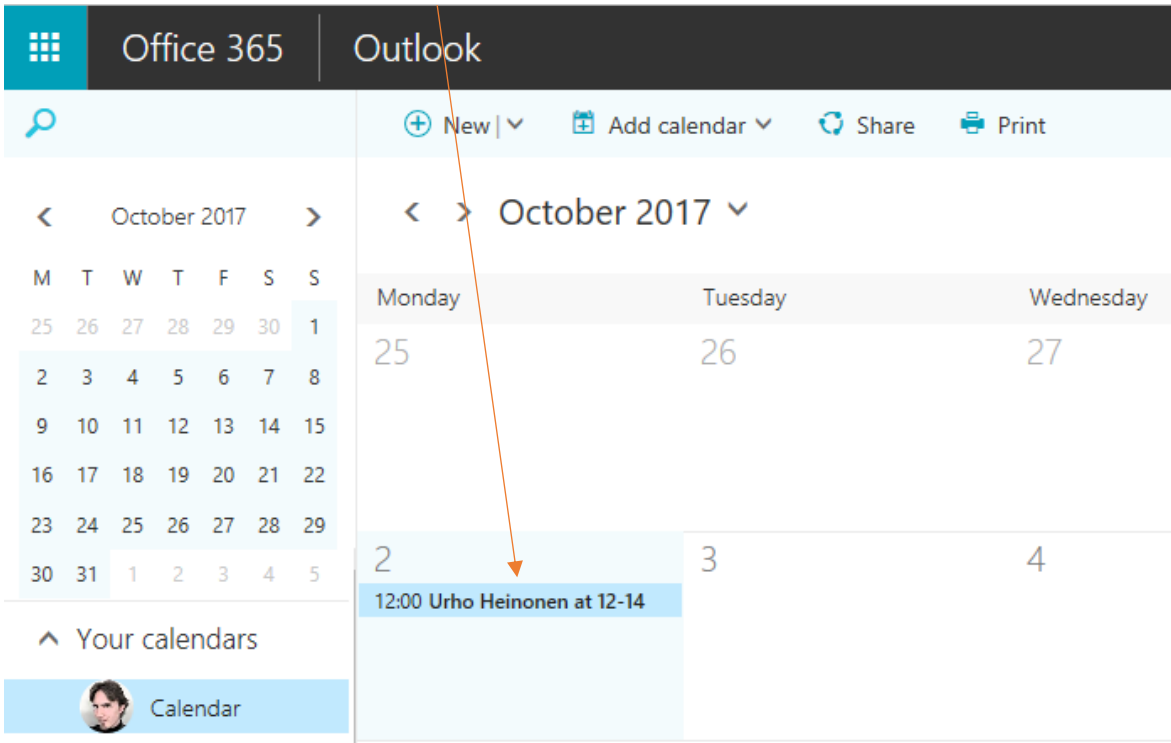 Office 365 Outlook
New Add calendar Share Print
October 2017
M T W T F S S
25 26 27 28 29 30 1
2 3 4 5 6 7 8
9 10 11 12 13 14 15
16 17 18 19 20 21 22
23 24 25 26 27 28 29
30 31 1 2 3 4 5
Your calendars
Calendar
October 2017
Monday Tuesday Wednesday
25 26 27
2 3 4
12:00 Urho Heinonen at 12-14